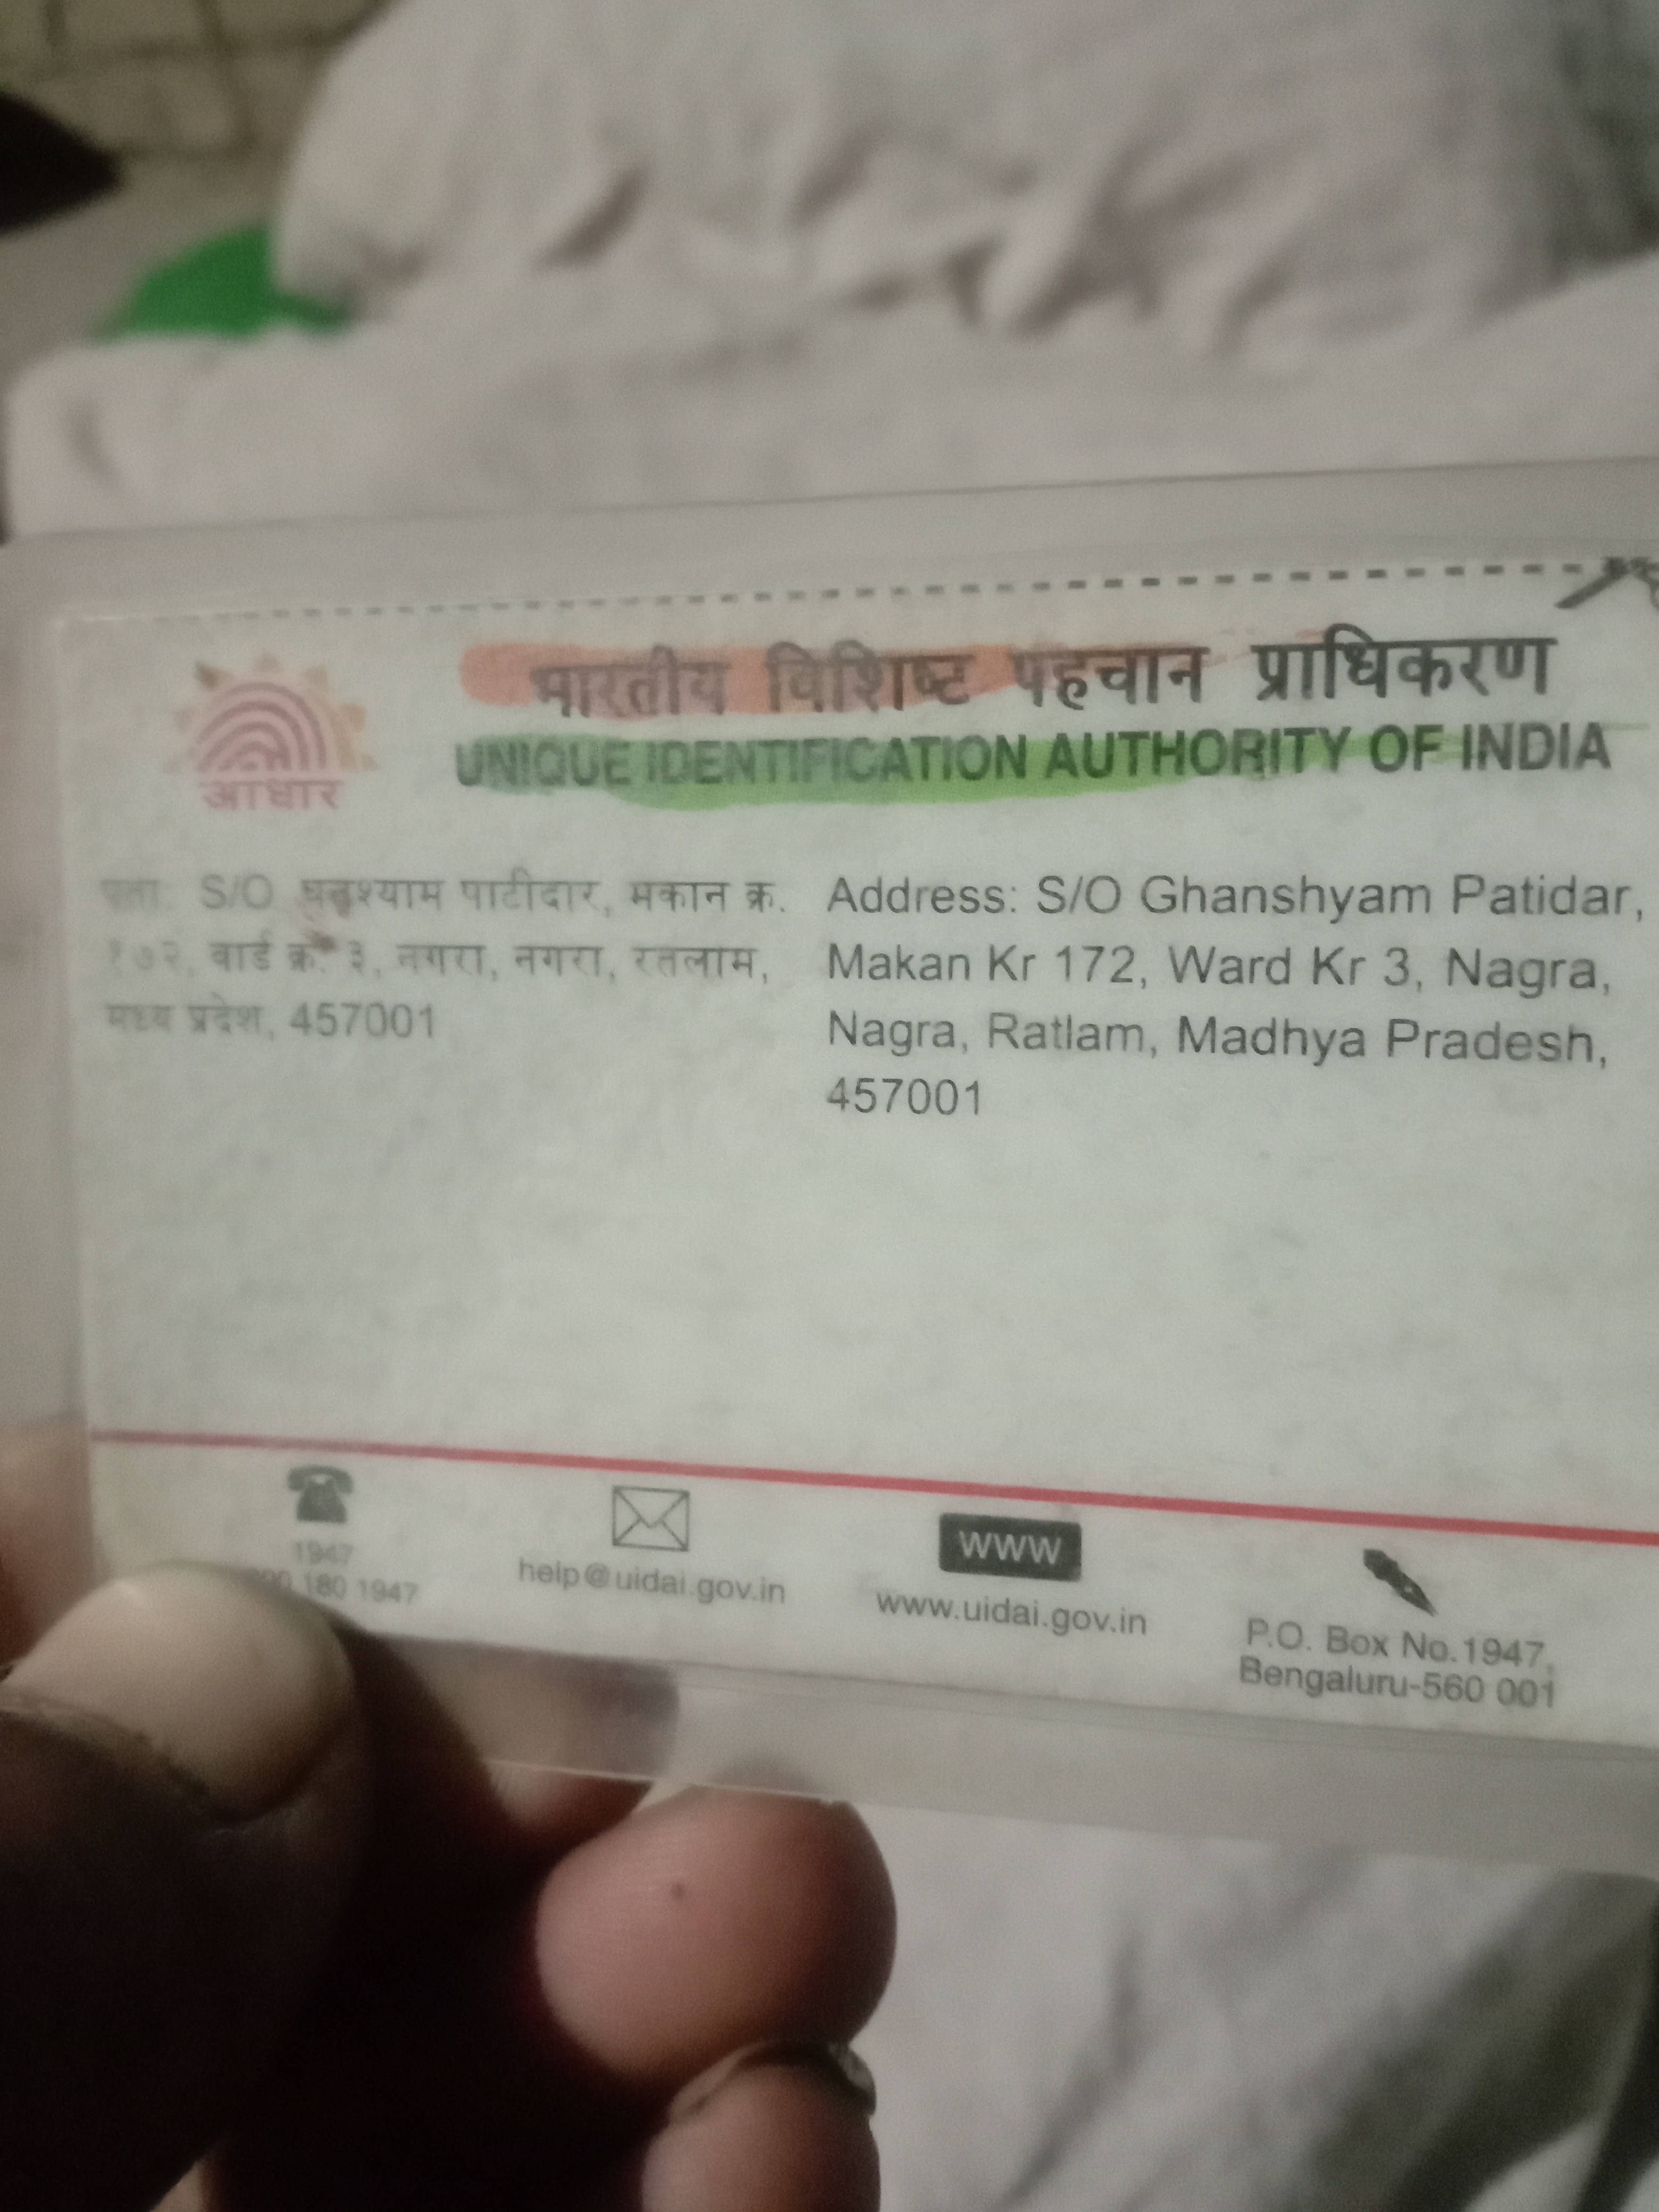 भारतीय विशिष्ट पहचान प्राधिकरण
UNIQUE IDENTIFICATION AUTHORITY OF INDIA
आधार
पता: S/O घनश्याम पाटीदार, मकान क्र.
१७२, वार्ड क्र. ३, नगरा, नगरा, रतलाम,
मध्य प्रदेश, 457001
Address: S/O Ghanshyam Patidar,
Makan Kr 172, Ward Kr 3, Nagra,
Nagra, Ratlam, Madhya Pradesh,
457001
1947
180 1947
help@uidai.gov.in
WWW
www.uidai.gov.in
P.O. Box No.1947,
Bengaluru-560 001